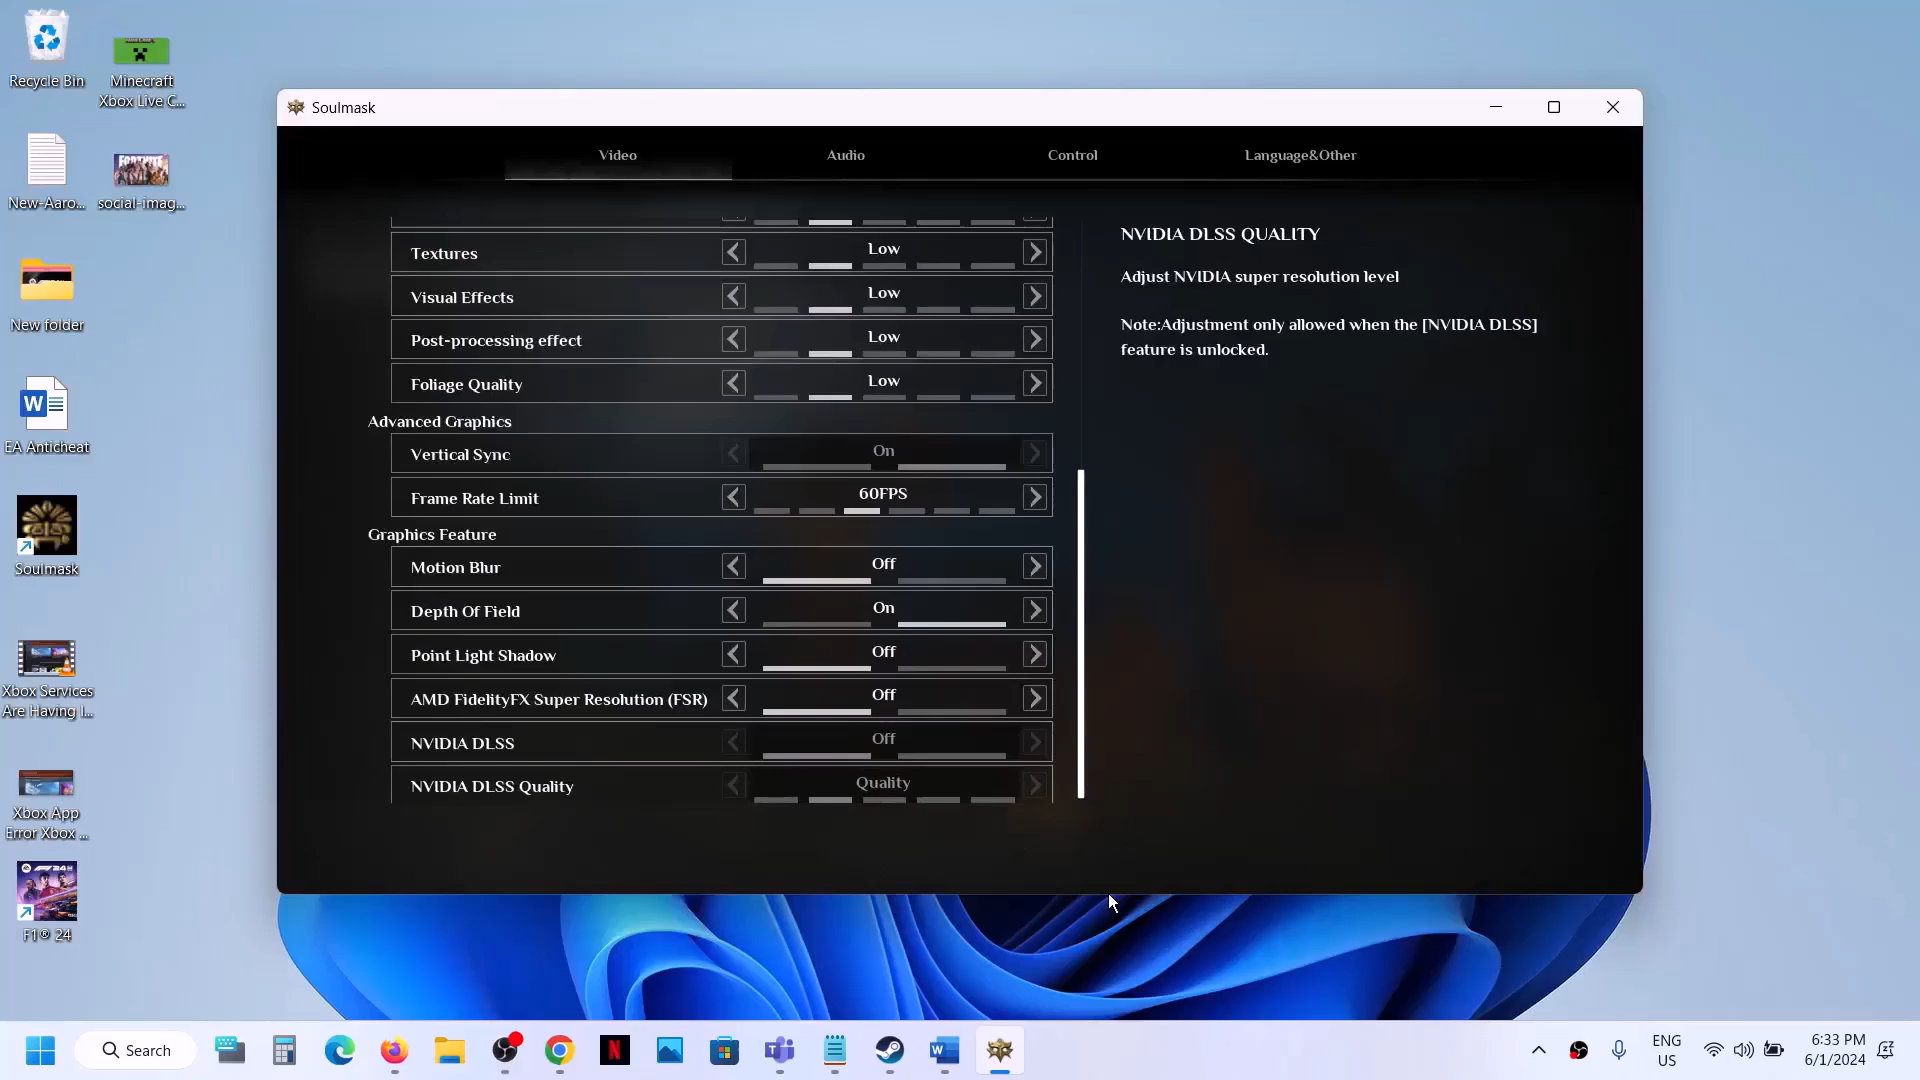 Recycle Bin
Minecraft
Xbox Live C...
New-Aaro...
FORTNITE
social-imag...
New folder
W
EA Anticheat
Soulmask
Xbox Services
Are Having I...
Xbox App
Error Xbox ...
F1 24
F1® 24
Soulmask
Video
Audio
Control
Language&Other
Textures
Low
Visual Effects
Low
Post-processing effect
Low
Foliage Quality
Low
Advanced Graphics
Vertical Sync
On
Frame Rate Limit
60FPS
Graphics Feature
Motion Blur
Off
Depth Of Field
On
Point Light Shadow
Off
AMD FidelityFX Super Resolution (FSR)
Off
NVIDIA DLSS
Off
NVIDIA DLSS Quality
Quality
NVIDIA DLSS QUALITY
Adjust NVIDIA super resolution level
Note:Adjustment only allowed when the [NVIDIA DLSS]
feature is unlocked.
Search
N
W
ENG
US
6:33 PM
6/1/2024